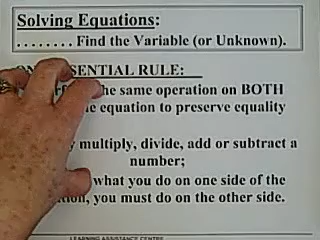 Solving Equations:
. . . . . . . . Find the Variable (or Unknown).
SENTIAL RULE:
he same operation on BOTH
e equation to preserve equality
multiply, divide, add or subtract a
number;
what you do on one side of the
you must do on the other side.
LEARNING ASSISTANCE CENTRE